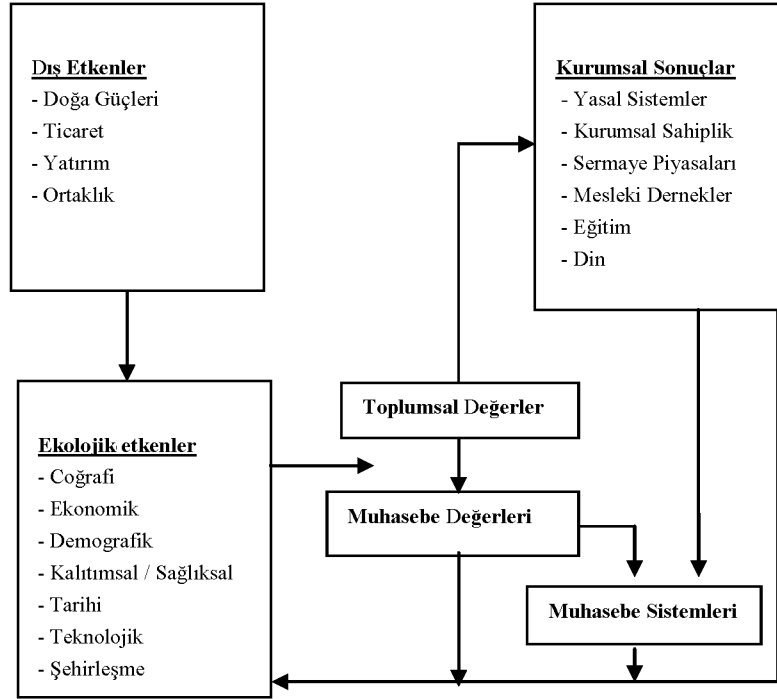 Dış Etkenler
- Doğa Güçleri
- Ticaret
- Yatırım
- Ortaklık
Kurumsal Sonuçlar
- Yasal Sistemler
- Kurumsal Sahiplik
- Sermaye Piyasaları
- Mesleki Dernekler
- Eğitim
- Din
Toplumsal Değerler
Ekolojik etkenler
- Coğrafi
- Ekonomik
- Demografik
- Kalıtımsal / Sağlıksal
- Tarihi
- Teknolojik
- Şehirleşme
Muhasebe Değerleri
Muhasebe Sistemleri